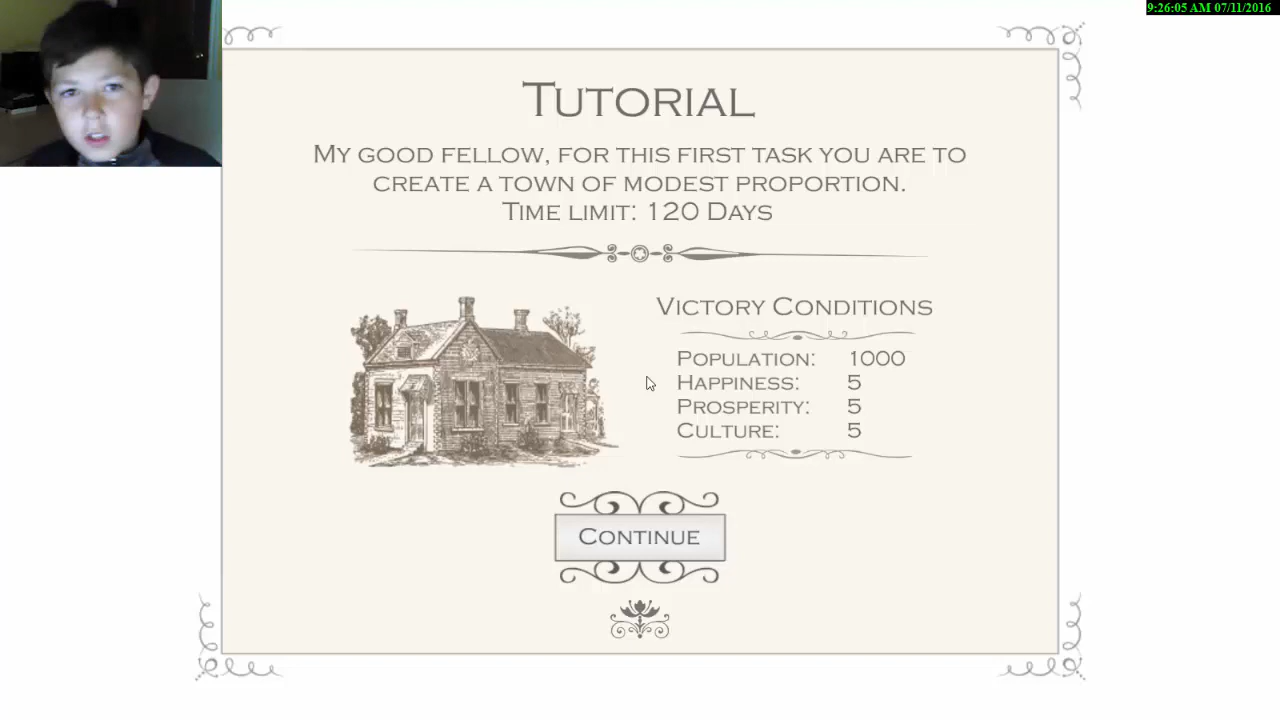 9:26:05 AM 07/11/2016
Tutorial
My good fellow, for this first task you are to
create a town of modest proportion.
Time limit: 120 Days
Victory Conditions
Population: 1000
Happiness: 5
Prosperity: 5
Culture: 5
Continue